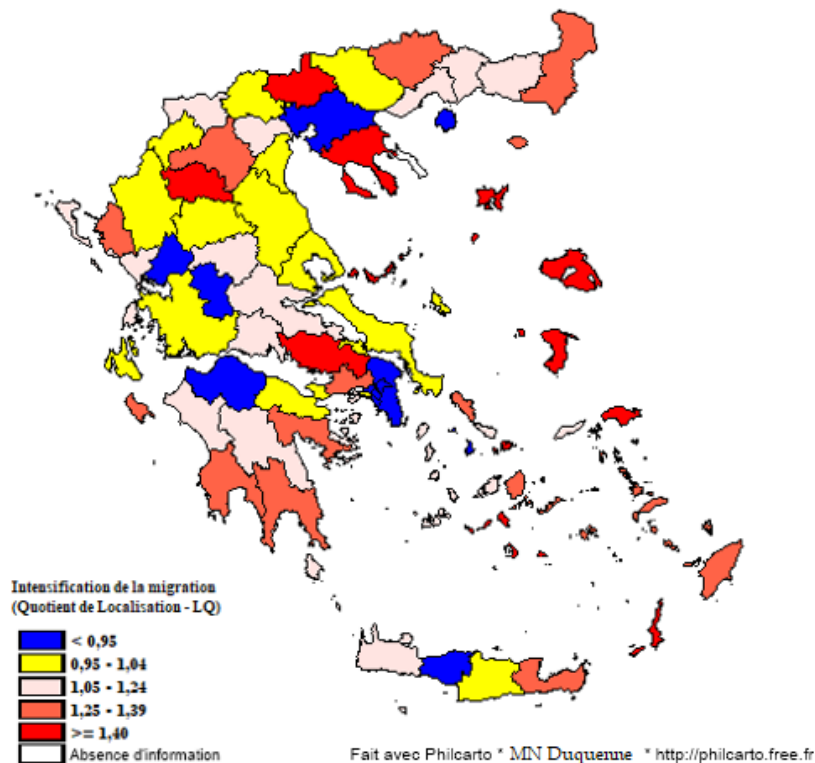 Intensification de la migration
(Quotient de Localisation - LQ)
< 0,95
0,95 - 1,04
1,05 - 1,24
1,25 - 1,39
>= 1,40
Absence d'information
Fait avec Philcarto * MN Duquenne * http://philcarto.free.fr